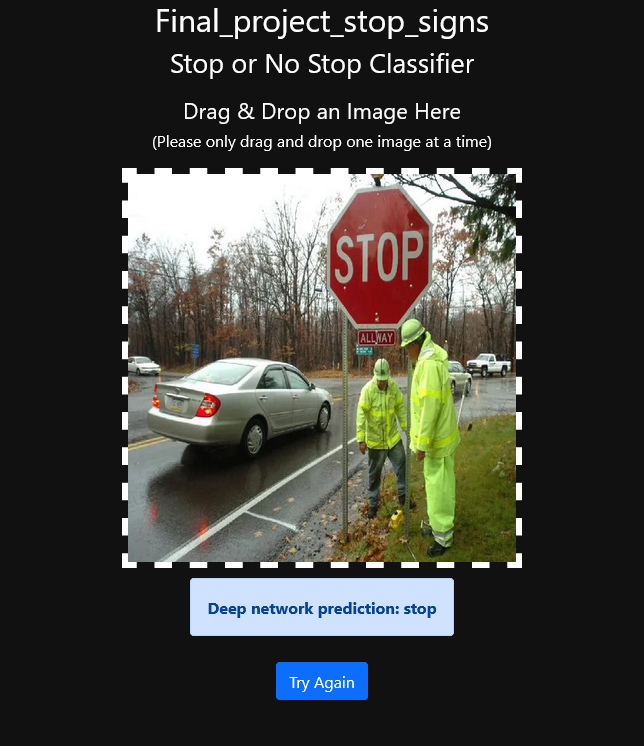 Final_project_stop_signs
Stop or No Stop Classifier
Drag & Drop an Image Here
(Please only drag and drop one image at a time)
STOP
ALL WAY
Deep network prediction: stop
Try Again